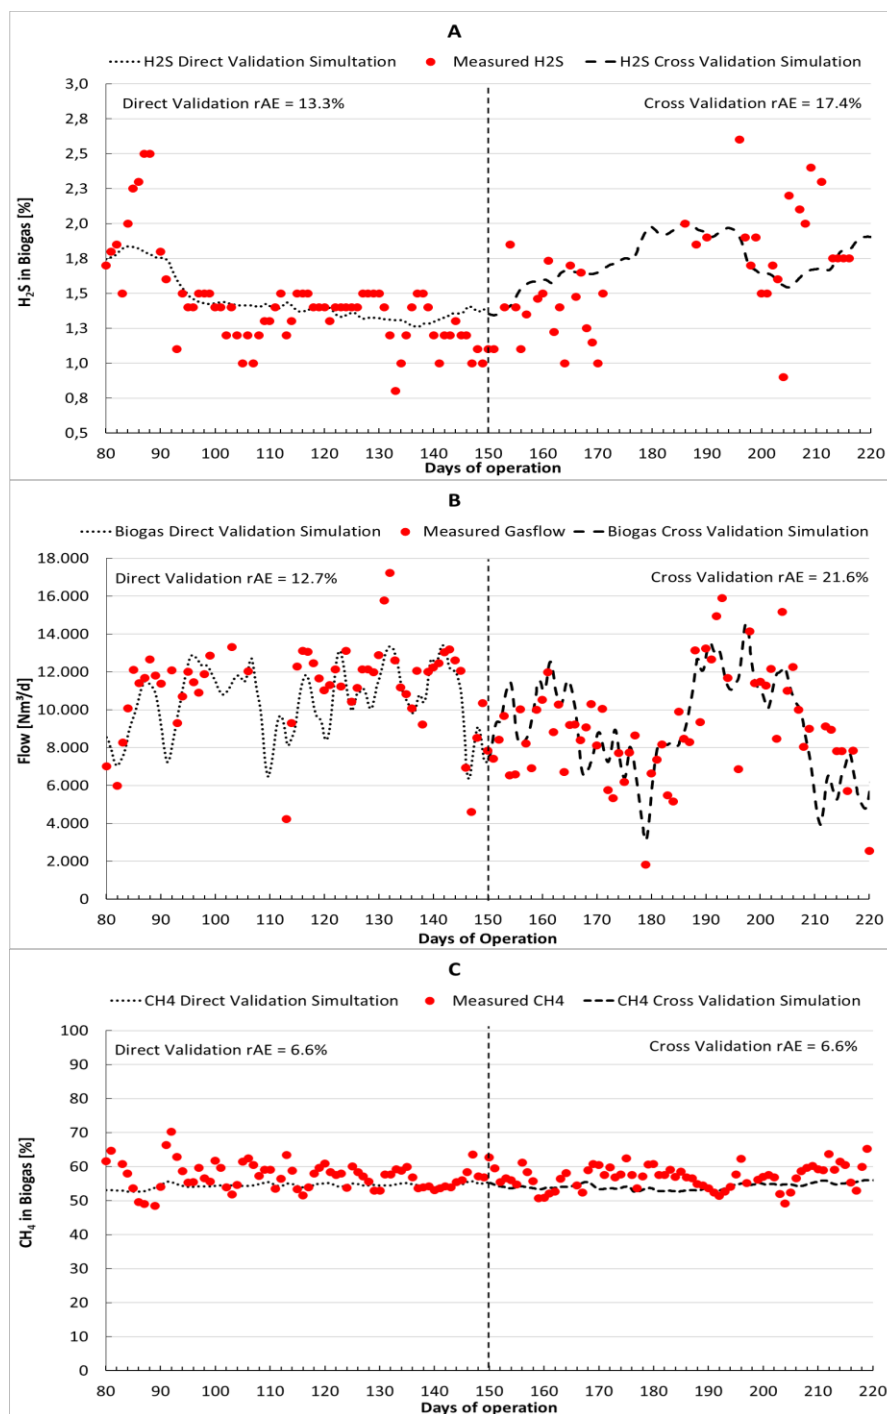 A
H2S Direct Validation Simultation Measured H2S H2S Cross Validation Simulation
Direct Validation rAE = 13.3% Cross Validation rAE = 17.4%
H₂S in Biogas [%]
3,0
2,8
2,5
2,3
2,0
1,8
1,5
1,3
1,0
0,8
0,5
80 90 100 110 120 130 140 150 160 170 180 190 200 210 220
Days of operation
B
Biogas Direct Validation Simulation Measured Gasflow Biogas Cross Validation Simulation
Direct Validation rAE = 12.7% Cross Validation rAE = 21.6%
Flow [Nm³/d]
18.000
16.000
14.000
12.000
10.000
8.000
6.000
4.000
2.000
0
80 90 100 110 120 130 140 150 160 170 180 190 200 210 220
Days of Operation
C
CH4 Direct Validation Simultation Measured CH4 CH4 Cross Validation Simulation
Direct Validation rAE = 6.6% Cross Validation rAE = 6.6%
CH₄ in Biogas [%]
100
90
80
70
60
50
40
30
20
10
0
80 90 100 110 120 130 140 150 160 170 180 190 200 210 220
Days of operation